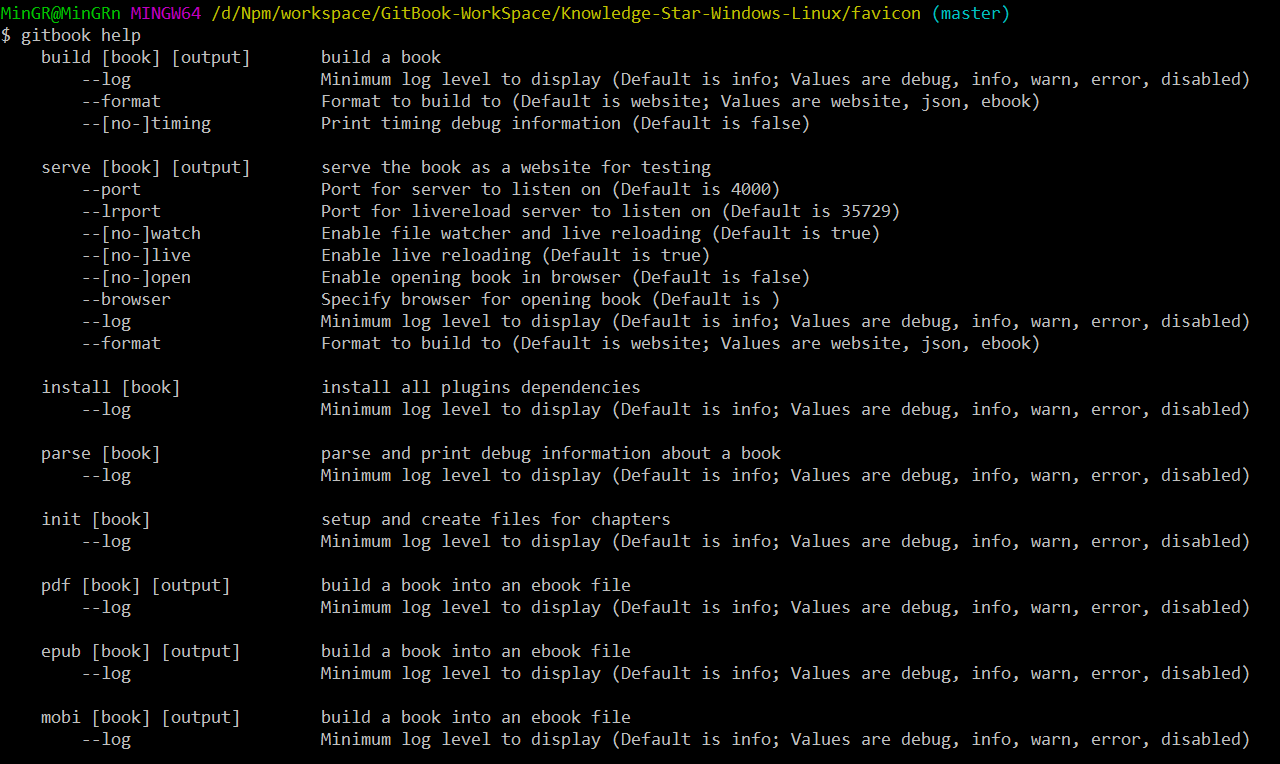 MinGR@MinGRn MINGW64 /d/Npm/workspace/GitBook-WorkSpace/Knowledge-Star-Windows-Linux/favicon (master)
$ gitbook help
    build [book] [output]       build a book
        --log                   Minimum log level to display (Default is info; Values are debug, info, warn, error, disabled)
        --format                Format to build to (Default is website; Values are website, json, ebook)
        --[no-]timing           Print timing debug information (Default is false)

    serve [book] [output]       serve the book as a website for testing
        --port                  Port for server to listen on (Default is 4000)
        --lrport                Port for livereload server to listen on (Default is 35729)
        --[no-]watch            Enable file watcher and live reloading (Default is true)
        --[no-]live             Enable live reloading (Default is true)
        --[no-]open             Enable opening book in browser (Default is false)
        --browser               Specify browser for opening book (Default is )
        --log                   Minimum log level to display (Default is info; Values are debug, info, warn, error, disabled)
        --format                Format to build to (Default is website; Values are website, json, ebook)

    install [book]              install all plugins dependencies
        --log                   Minimum log level to display (Default is info; Values are debug, info, warn, error, disabled)

    parse [book]                parse and print debug information about a book
        --log                   Minimum log level to display (Default is info; Values are debug, info, warn, error, disabled)

    init [book]                 setup and create files for chapters
        --log                   Minimum log level to display (Default is info; Values are debug, info, warn, error, disabled)

    pdf [book] [output]         build a book into an ebook file
        --log                   Minimum log level to display (Default is info; Values are debug, info, warn, error, disabled)

    epub [book] [output]        build a book into an ebook file
        --log                   Minimum log level to display (Default is info; Values are debug, info, warn, error, disabled)

    mobi [book] [output]        build a book into an ebook file
        --log                   Minimum log level to display (Default is info; Values are debug, info, warn, error, disabled)